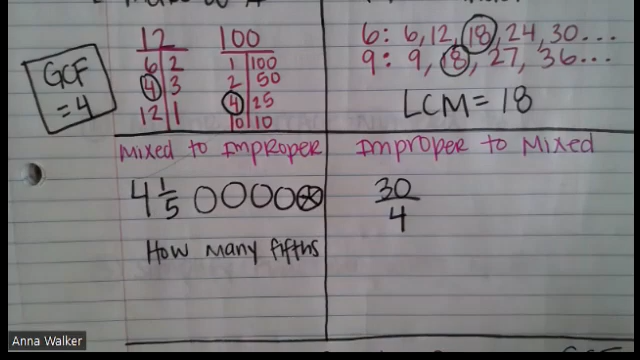 12
6 | 2
4 | 3
12 | 1
100
1 | 100
2 | 50
4 | 25
10 | 10
GCF
= 4
6: 6, 12, 18, 24, 30...
9: 9, 18, 27, 36...
LCM = 18
Mixed to Improper
4 1/5
How many fifths
Improper to Mixed
30
4
Anna Walker